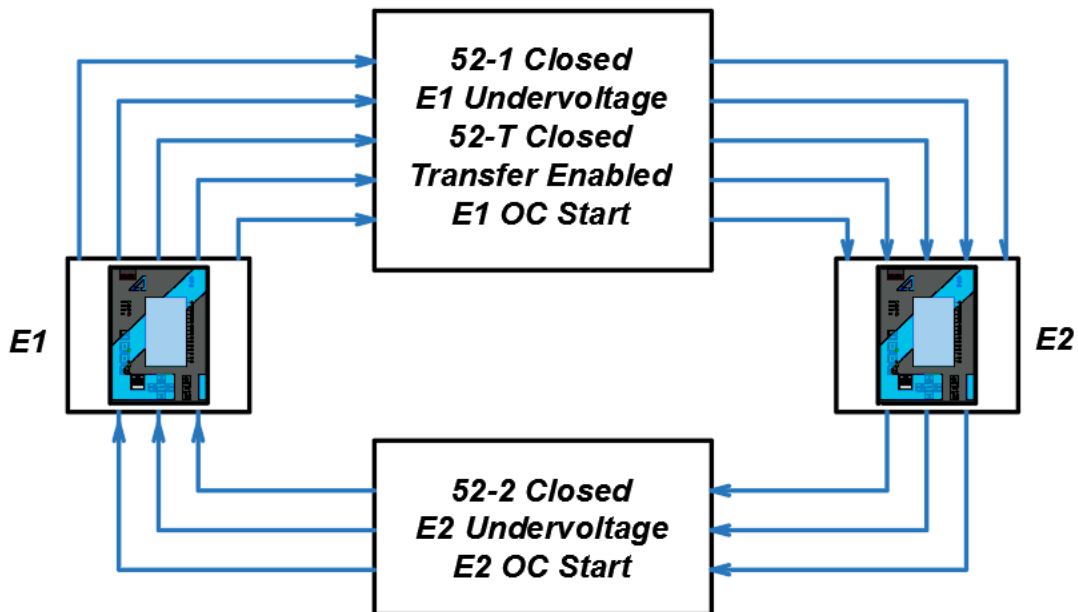 52-1 Closed
E1 Undervoltage
52-T Closed
Transfer Enabled
E1 OC Start
E1
E2
52-2 Closed
E2 Undervoltage
E2 OC Start